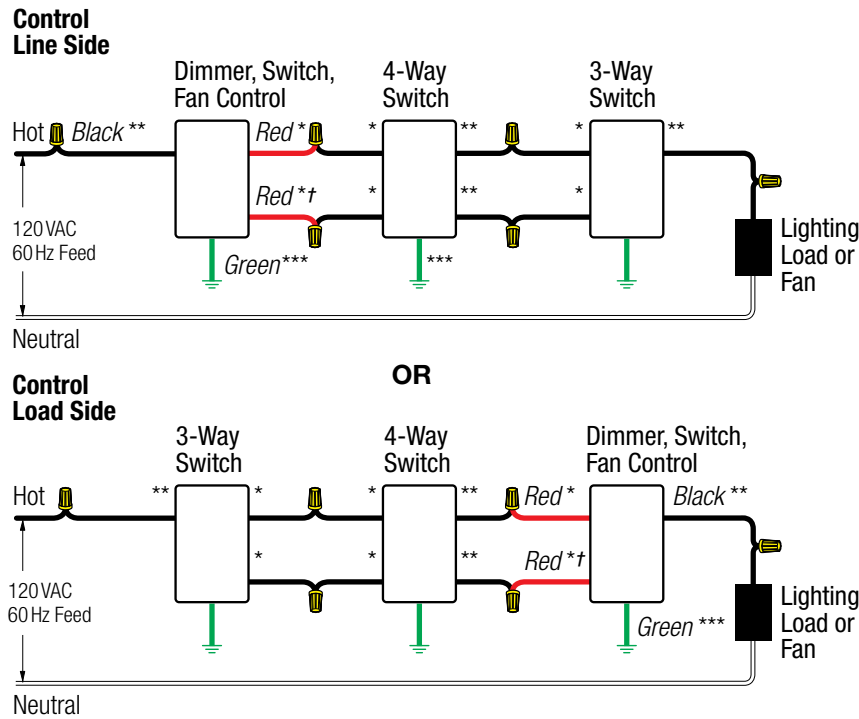 Control
Line Side
Dimmer, Switch,
Fan Control
4-Way
Switch
3-Way
Switch
Hot
Black **
Red *
*
**
*
**
Red *†
*
**
*
120 VAC
60 Hz Feed
Green***
***
Lighting
Load or
Fan
Neutral
OR
Control
Load Side
3-Way
Switch
4-Way
Switch
Dimmer, Switch,
Fan Control
Hot
**
*
*
**
Red *
Black **
*
*
**
Red *†
120 VAC
60 Hz Feed
Green ***
Lighting
Load or
Fan
Neutral